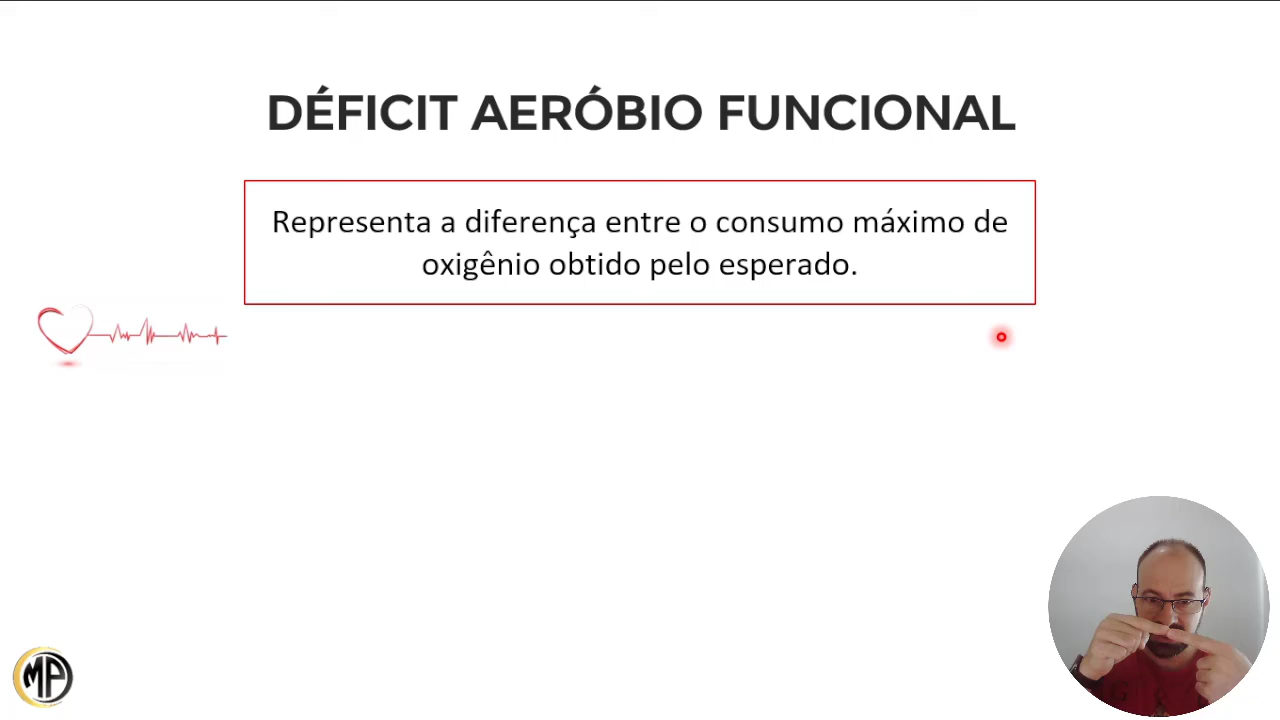 DÉFICIT AERÓBIO FUNCIONAL
Representa a diferença entre o consumo máximo de
oxigênio obtido pelo esperado.
MP